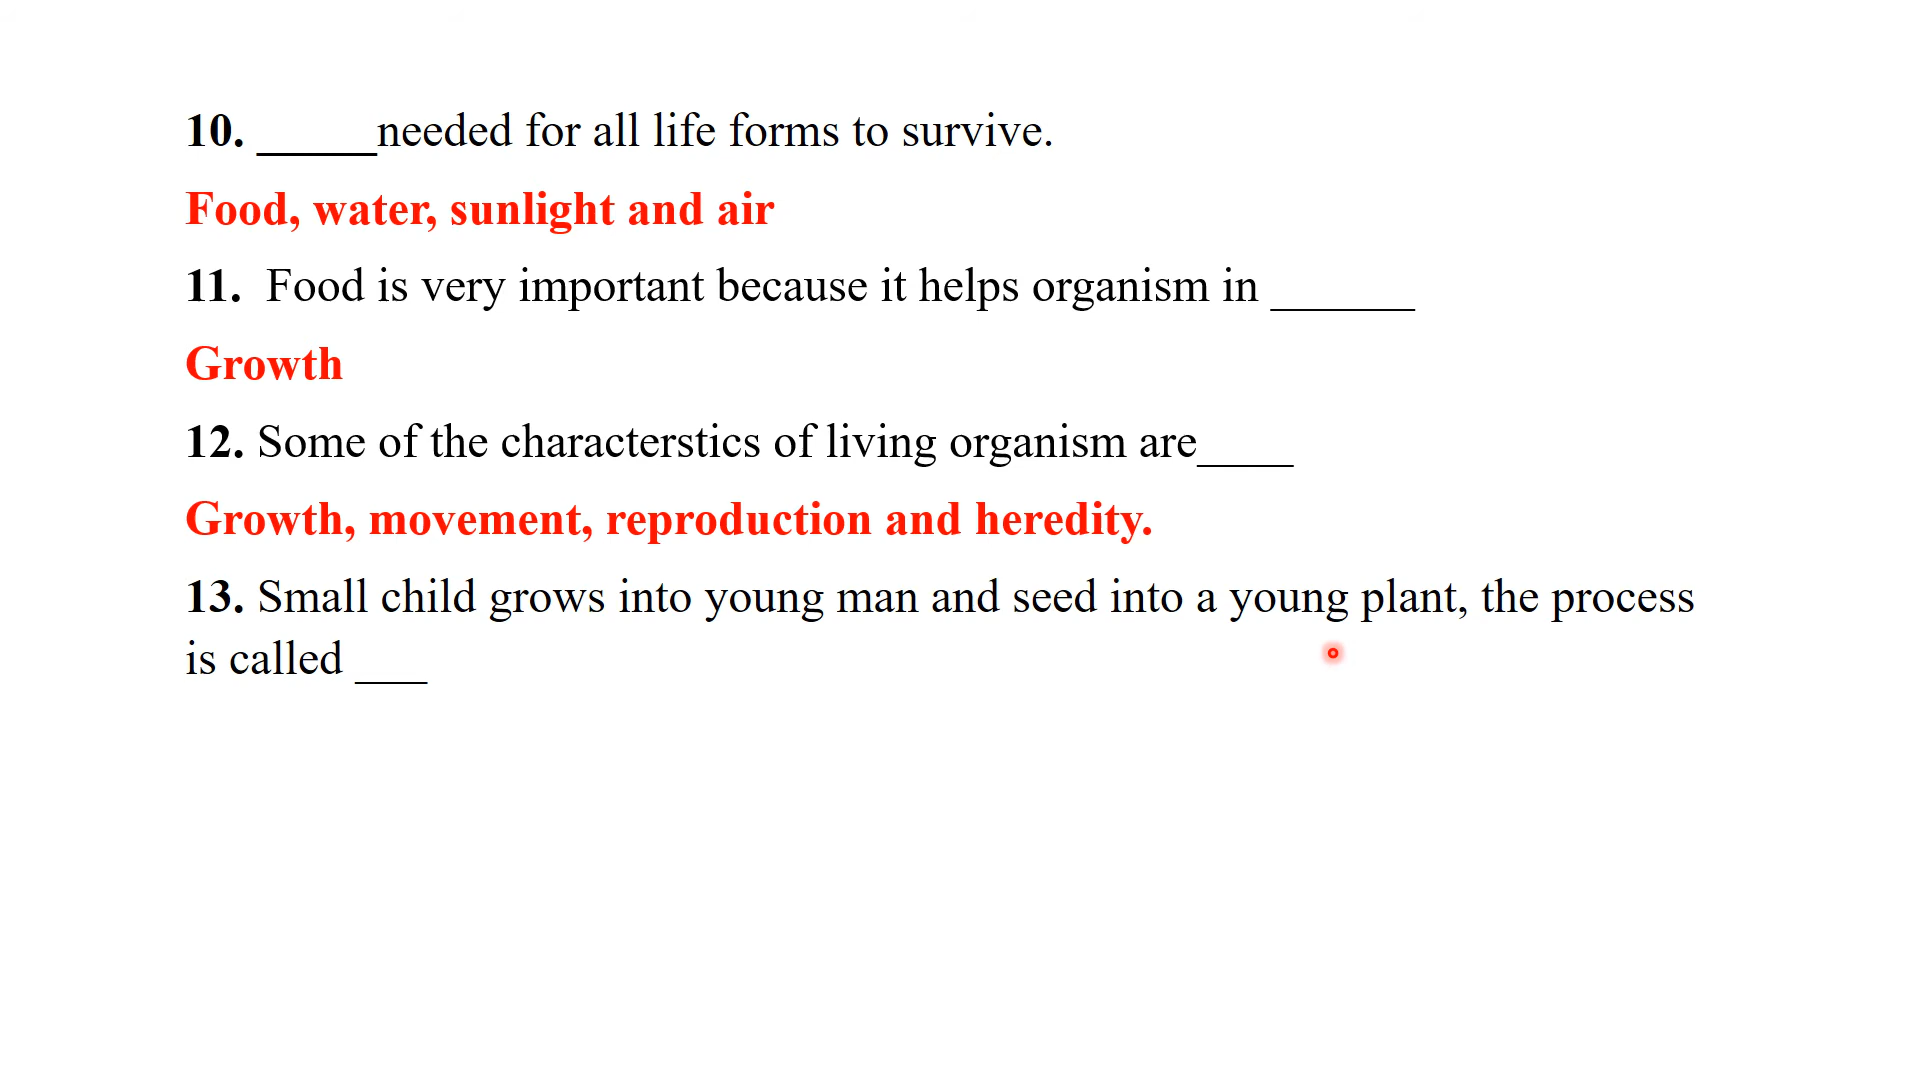 10. _____needed for all life forms to survive.
Food, water, sunlight and air
11.  Food is very important because it helps organism in ______
Growth
12. Some of the characterstics of living organism are____
Growth, movement, reproduction and heredity.
13. Small child grows into young man and seed into a young plant, the process
is called ___